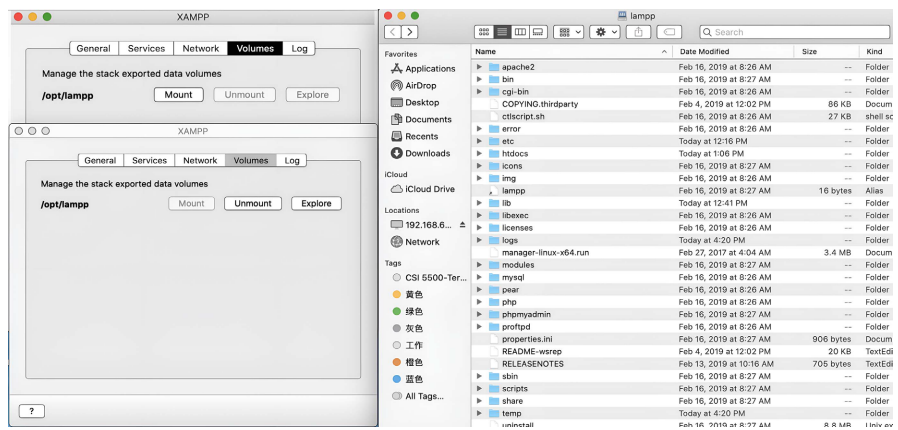 XAMPP
General Services Network Volumes Log
Manage the stack exported data volumes
/opt/lampp Mount Unmount Explore
XAMPP
General Services Network Volumes Log
Manage the stack exported data volumes
/opt/lampp Mount Unmount Explore
?
lampp
Search
Favorites
Applications
AirDrop
Desktop
Documents
Recents
Downloads
iCloud
iCloud Drive
Locations
192.168.6...
Network
Tags
CSI 5500-Ter...
黄色
绿色
灰色
工作
橙色
蓝色
All Tags...
Name Date Modified Size Kind
apache2 Feb 16, 2019 at 8:26 AM -- Folder
bin Feb 16, 2019 at 8:27 AM -- Folder
cgi-bin Feb 16, 2019 at 8:26 AM -- Folder
COPYING.thirdparty Feb 4, 2019 at 12:02 PM 86 KB Docum
ctlscript.sh Feb 16, 2019 at 8:26 AM 27 KB shell sc
error Feb 16, 2019 at 8:26 AM -- Folder
etc Today at 12:16 PM -- Folder
htdocs Today at 1:06 PM -- Folder
icons Feb 16, 2019 at 8:27 AM -- Folder
img Feb 16, 2019 at 8:26 AM -- Folder
lampp Feb 16, 2019 at 8:27 AM 16 bytes Alias
lib Today at 12:41 PM -- Folder
libexec Feb 16, 2019 at 8:26 AM -- Folder
licenses Feb 16, 2019 at 8:26 AM -- Folder
logs Today at 4:20 PM -- Folder
manager-linux-x64.run Feb 27, 2017 at 4:04 AM 3.4 MB Docum
modules Feb 16, 2019 at 8:27 AM -- Folder
mysql Feb 16, 2019 at 8:26 AM -- Folder
pear Feb 16, 2019 at 8:26 AM -- Folder
php Feb 16, 2019 at 8:26 AM -- Folder
phpmyadmin Feb 16, 2019 at 8:27 AM -- Folder
proftpd Feb 16, 2019 at 8:26 AM -- Folder
properties.ini Feb 16, 2019 at 8:27 AM 906 bytes Docum
README-wsrep Feb 4, 2019 at 12:02 PM 20 KB TextEdi
RELEASENOTES Feb 13, 2019 at 10:16 AM 705 bytes TextEdi
sbin Feb 16, 2019 at 8:27 AM -- Folder
scripts Feb 16, 2019 at 8:27 AM -- Folder
share Feb 16, 2019 at 8:27 AM -- Folder
temp Today at 4:20 PM -- Folder
uninstall Feb 16, 2019 at 8:27 AM 8.8 MB Unix ex